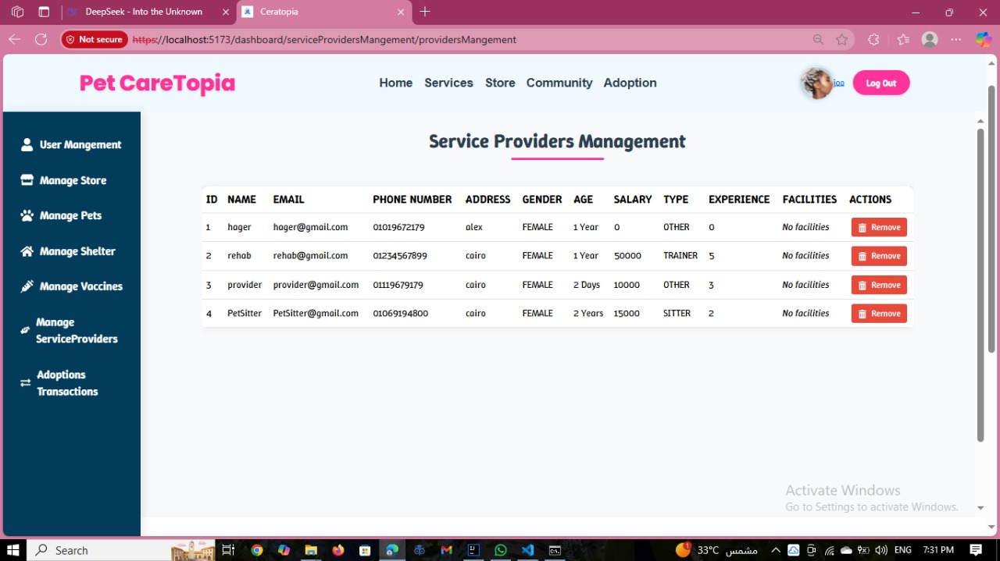 DeepSeek - Into the Unknown
Ceratopia
Not secure https://localhost:5173/dashboard/serviceProvidersMangement/providersMangement
Pet CareTopia
Home Services Store Community Adoption
joo
Log Out
User Mangement
Manage Store
Manage Pets
Manage Shelter
Manage Vaccines
Manage
ServiceProviders
Adoptions
Transactions
Service Providers Management
ID NAME EMAIL PHONE NUMBER ADDRESS GENDER AGE SALARY TYPE EXPERIENCE FACILITIES ACTIONS
1 hager hager@gmail.com 01019672179 alex FEMALE 1 Year 0 OTHER 0 No facilities Remove
2 rehab rehab@gmail.com 01234567899 cairo FEMALE 1 Year 50000 TRAINER 5 No facilities Remove
3 provider provider@gmail.com 01119679179 cairo FEMALE 2 Days 10000 OTHER 3 No facilities Remove
4 PetSitter PetSitter@gmail.com 01069194800 cairo FEMALE 2 Years 15000 SITTER 2 No facilities Remove
Activate Windows
Go to Settings to activate Windows.
Search
1
33°C مشمس
ENG 7:31 PM